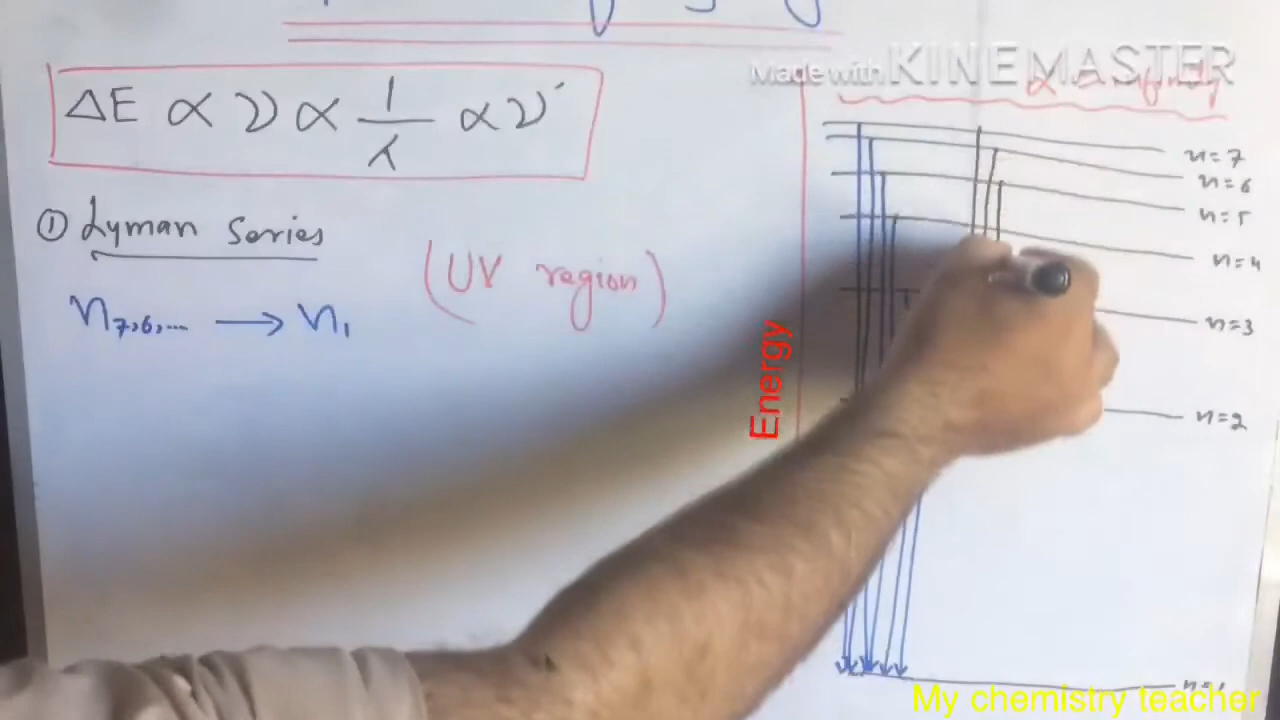 Made with KINEMASTER
ΔE ∝ ν ∝ 1/λ ∝ ν̄
① Lyman Series
(UV region)
n₇,₆,... → n₁
Energy
n=7
n=6
n=5
n=4
n=3
n=2
My chemistry teacher